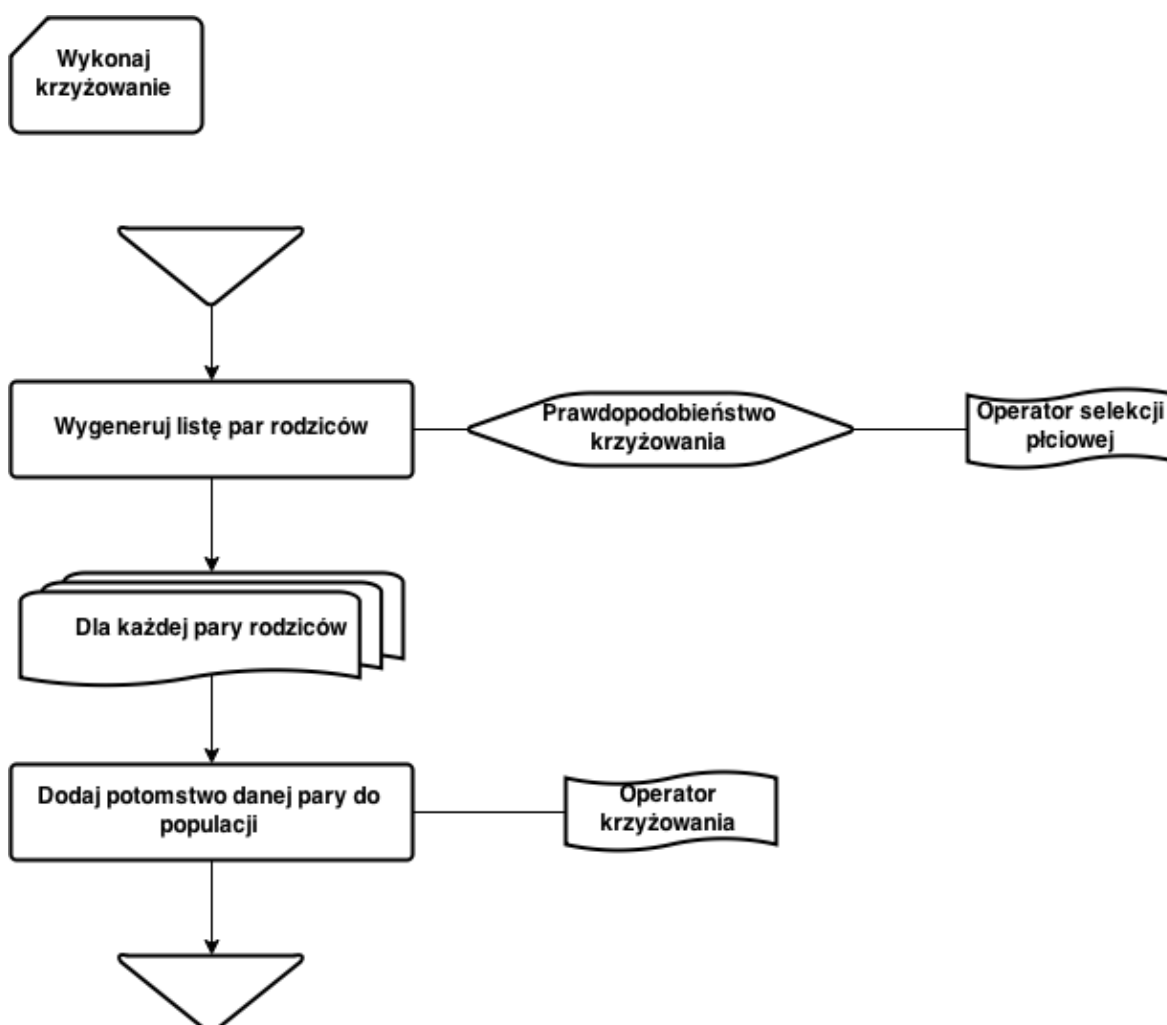 Wykonaj
krzyżowanie
Wygeneruj listę par rodziców
Prawdopodobieństwo
krzyżowania
Operator selekcji
płciowej
Dla każdej pary rodziców
Dodaj potomstwo danej pary do
populacji
Operator
krzyżowania